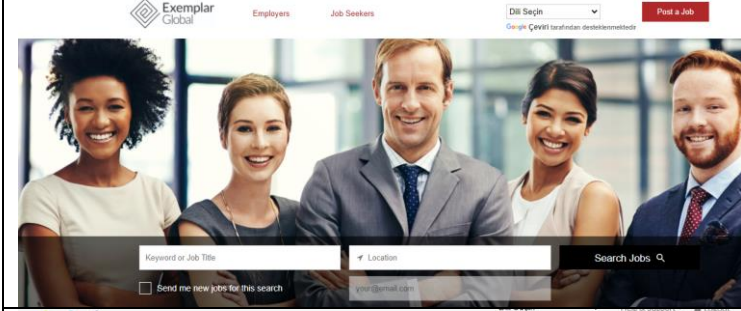 Exemplar
Global
Employers
Job Seekers
Dili Seçin
Post a Job
Google Çeviri tarafından desteklenmektedir
Keyword or Job Title
Location
Search Jobs
Send me new jobs for this search
your@email.com